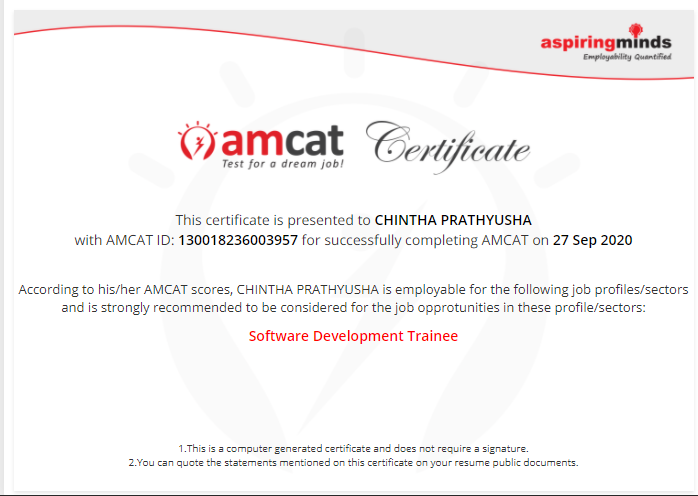 aspiringminds
Employability Quantified
amcat Certificate
Test for a dream job!
This certificate is presented to CHINTHA PRATHYUSHA
with AMCAT ID: 130018236003957 for successfully completing AMCAT on 27 Sep 2020
According to his/her AMCAT scores, CHINTHA PRATHYUSHA is employable for the following job profiles/sectors
and is strongly recommended to be considered for the job opprotunities in these profile/sectors:
Software Development Trainee
1.This is a computer generated certificate and does not require a signature.
2.You can quote the statements mentioned on this certificate on your resume public documents.